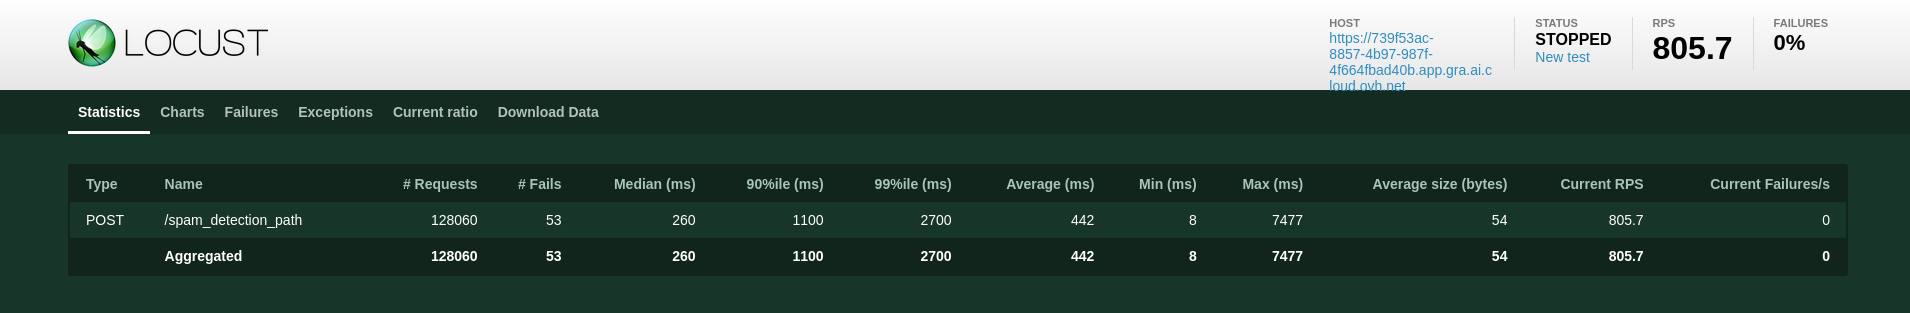 LOCUST
HOST
https://739f53ac-
8857-4b97-987f-
4f664fbad40b.app.gra.ai.c
loud.ovh.net
STATUS
STOPPED
New test
RPS
805.7
FAILURES
0%
Statistics Charts Failures Exceptions Current ratio Download Data
Type Name # Requests # Fails Median (ms) 90%ile (ms) 99%ile (ms) Average (ms) Min (ms) Max (ms) Average size (bytes) Current RPS Current Failures/s
POST /spam_detection_path 128060 53 260 1100 2700 442 8 7477 54 805.7 0
Aggregated 128060 53 260 1100 2700 442 8 7477 54 805.7 0